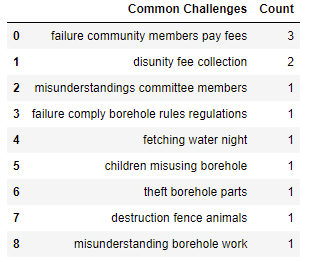 Common Challenges Count
0 failure community members pay fees 3
1 disunity fee collection 2
2 misunderstandings committee members 1
3 failure comply borehole rules regulations 1
4 fetching water night 1
5 children misusing borehole 1
6 theft borehole parts 1
7 destruction fence animals 1
8 misunderstanding borehole work 1